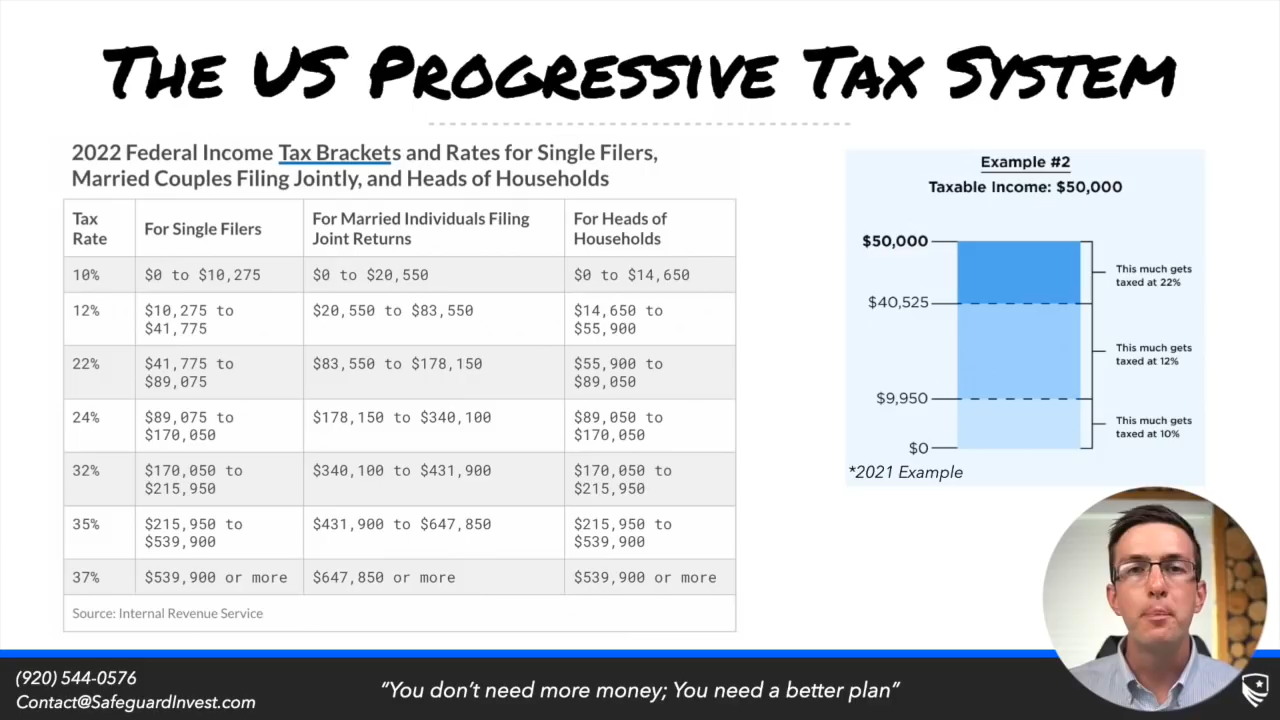 THE US PROGRESSIVE TAX SYSTEM
2022 Federal Income Tax Brackets and Rates for Single Filers,
Married Couples Filing Jointly, and Heads of Households
Tax Rate
For Single Filers
For Married Individuals Filing Joint Returns
For Heads of Households
10%
$0 to $10,275
$0 to $20,550
$0 to $14,650
12%
$10,275 to $41,775
$20,550 to $83,550
$14,650 to $55,900
22%
$41,775 to $89,075
$83,550 to $178,150
$55,900 to $89,050
24%
$89,075 to $170,050
$178,150 to $340,100
$89,050 to $170,050
32%
$170,050 to $215,950
$340,100 to $431,900
$170,050 to $215,950
35%
$215,950 to $539,900
$431,900 to $647,850
$215,950 to $539,900
37%
$539,900 or more
$647,850 or more
$539,900 or more
Source: Internal Revenue Service
Example #2
Taxable Income: $50,000
$50,000
This much gets
taxed at 22%
$40,525
This much gets
taxed at 12%
$9,950
This much gets
taxed at 10%
$0
*2021 Example
(920) 544-0576
Contact@SafeguardInvest.com
"You don't need more money; You need a better plan"